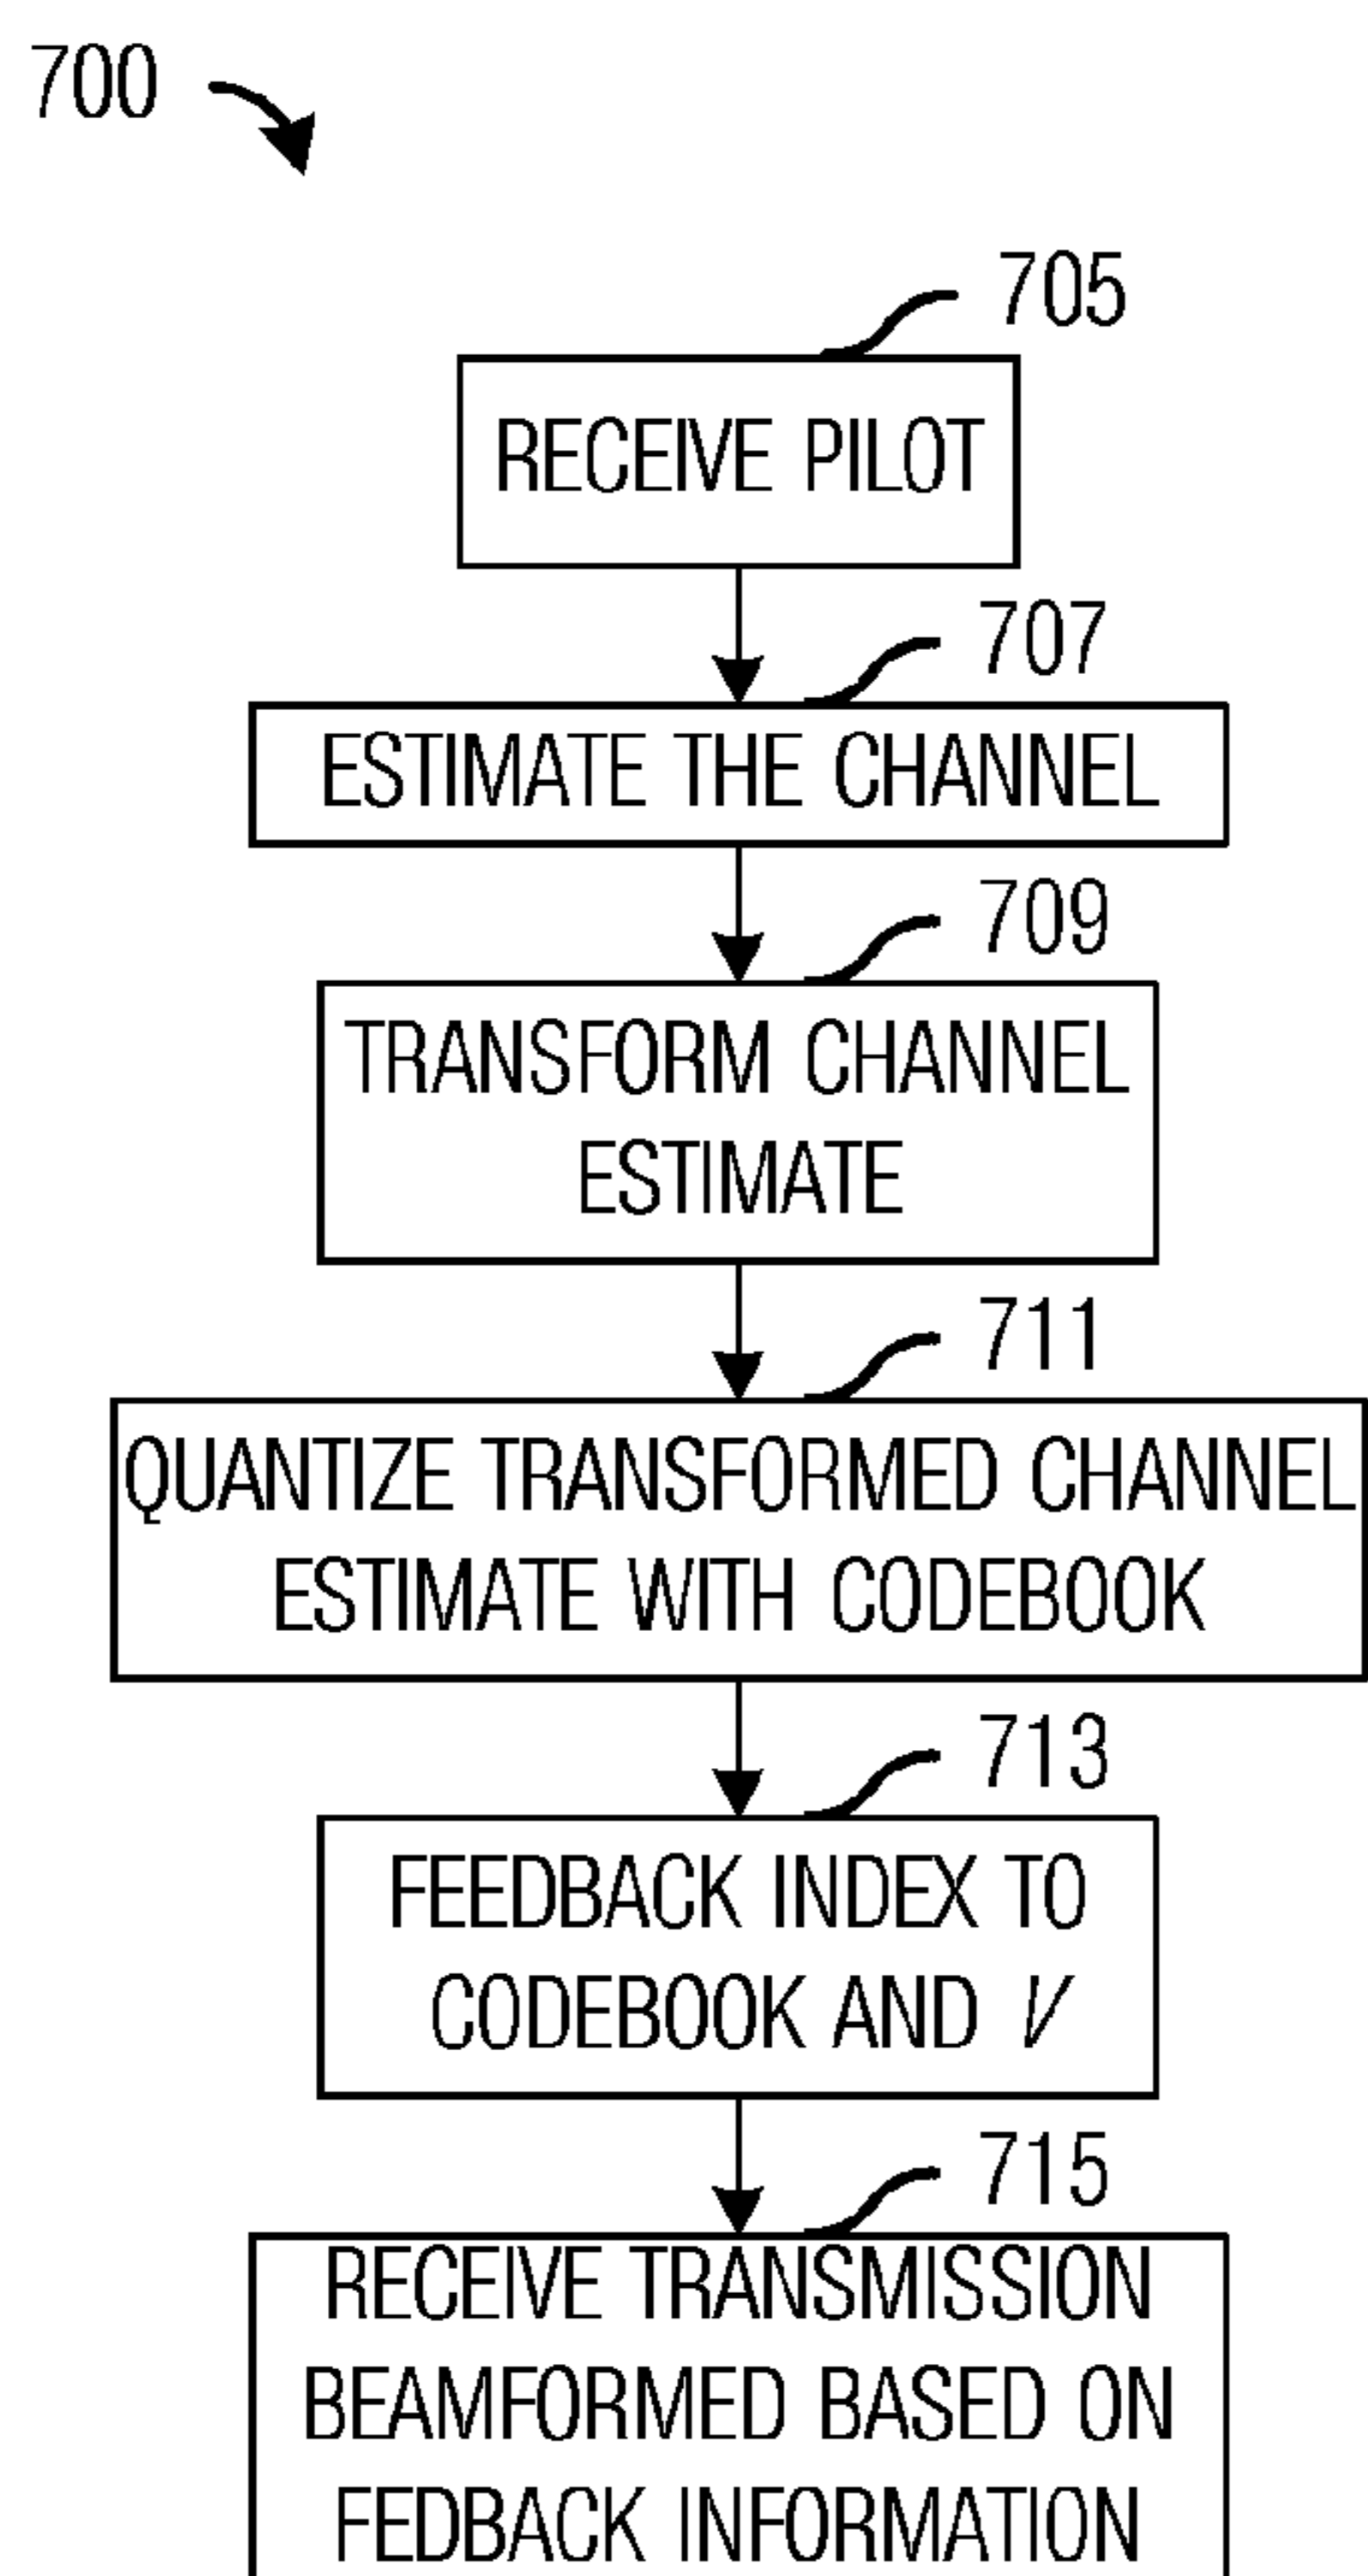 700
705
RECEIVE PILOT
707
ESTIMATE THE CHANNEL
709
TRANSFORM CHANNEL
ESTIMATE
711
QUANTIZE TRANSFORMED CHANNEL
ESTIMATE WITH CODEBOOK
713
FEEDBACK INDEX TO
CODEBOOK AND V
715
RECEIVE TRANSMISSION
BEAMFORMED BASED ON
FEDBACK INFORMATION